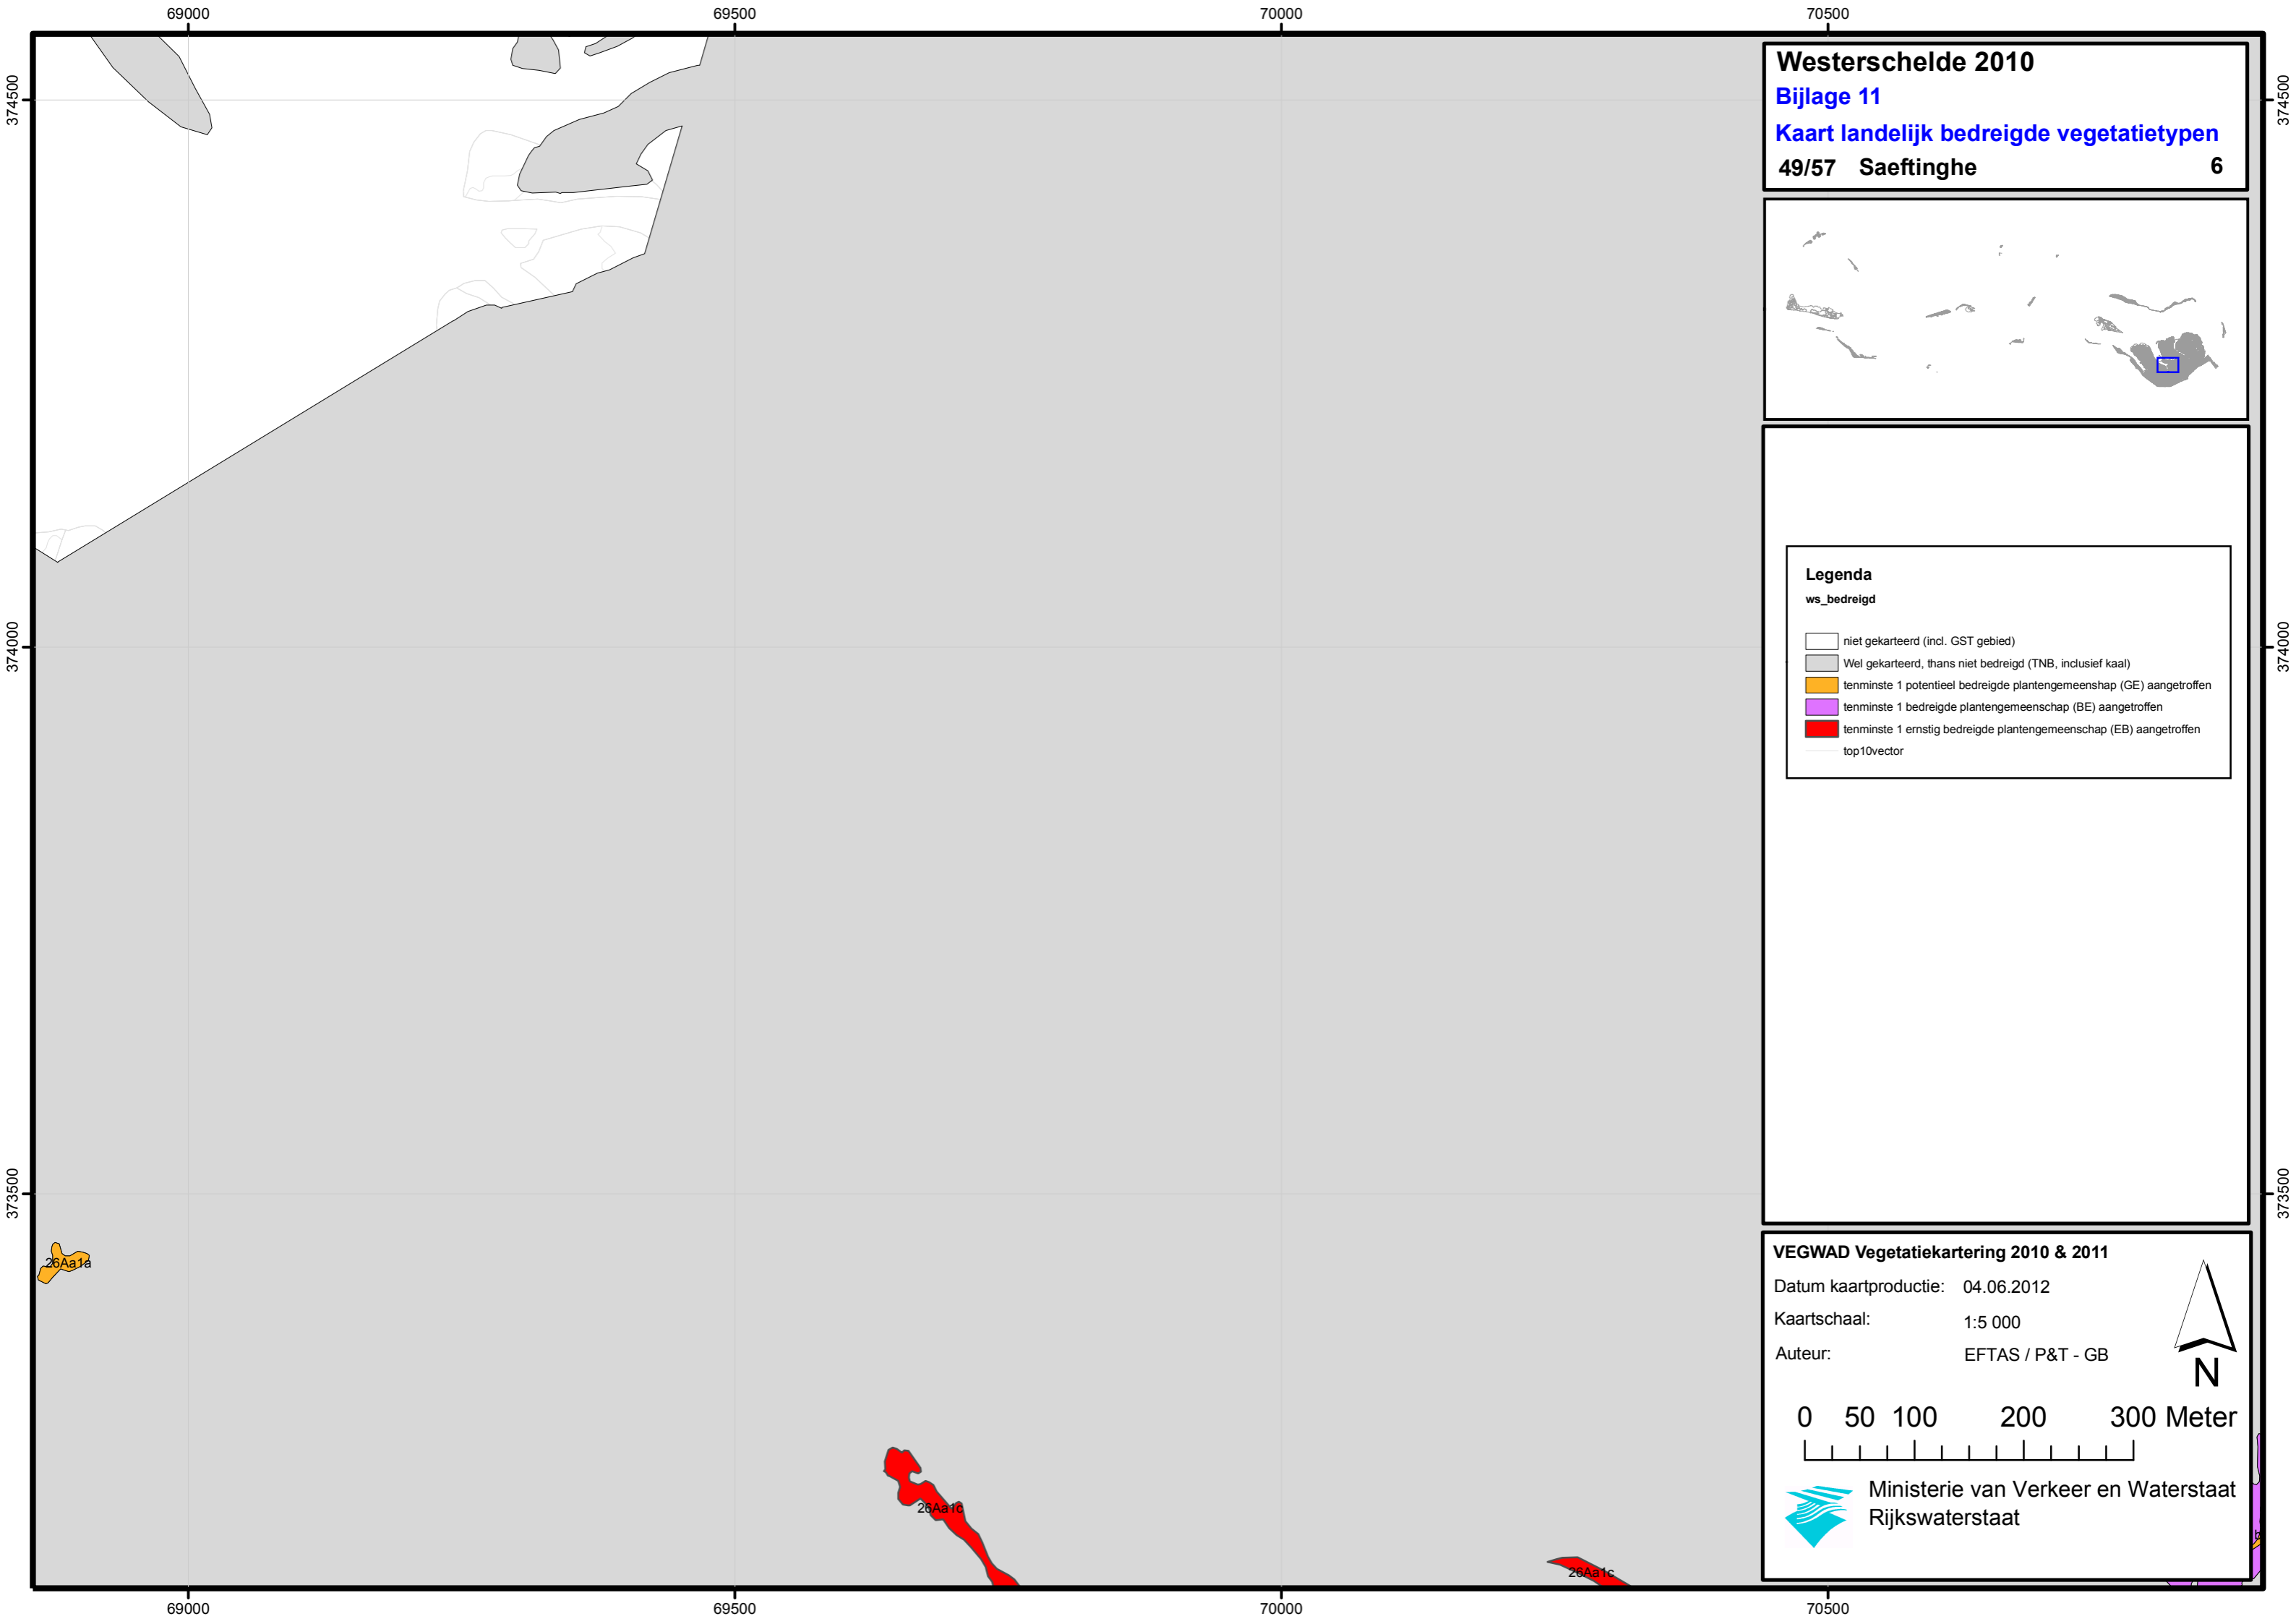 69000 69500 70000 70500
374500 374500
374000 374000
373500 373500
Westerschelde 2010
Bijlage 11
Kaart landelijk bedreigde vegetatietypen
49/57 Saeftinghe 6
Legenda
ws_bedreigd
niet gekarteerd (incl. GST gebied)
Wel gekarteerd, thans niet bedreigd (TNB, inclusief kaal)
tenminste 1 potentieel bedreigde plantengemeenshap (GE) aangetroffen
tenminste 1 bedreigde plantengemeenschap (BE) aangetroffen
tenminste 1 ernstig bedreigde plantengemeenschap (EB) aangetroffen
top10vector
26Aa1a
26Aa1c
26Aa1c
VEGWAD Vegetatiekartering 2010 & 2011
Datum kaartproductie: 04.06.2012
Kaartschaal: 1:5 000
Auteur: EFTAS / P&T - GB
N
0 50 100 200 300 Meter
Ministerie van Verkeer en Waterstaat
Rijkswaterstaat
69000 69500 70000 70500